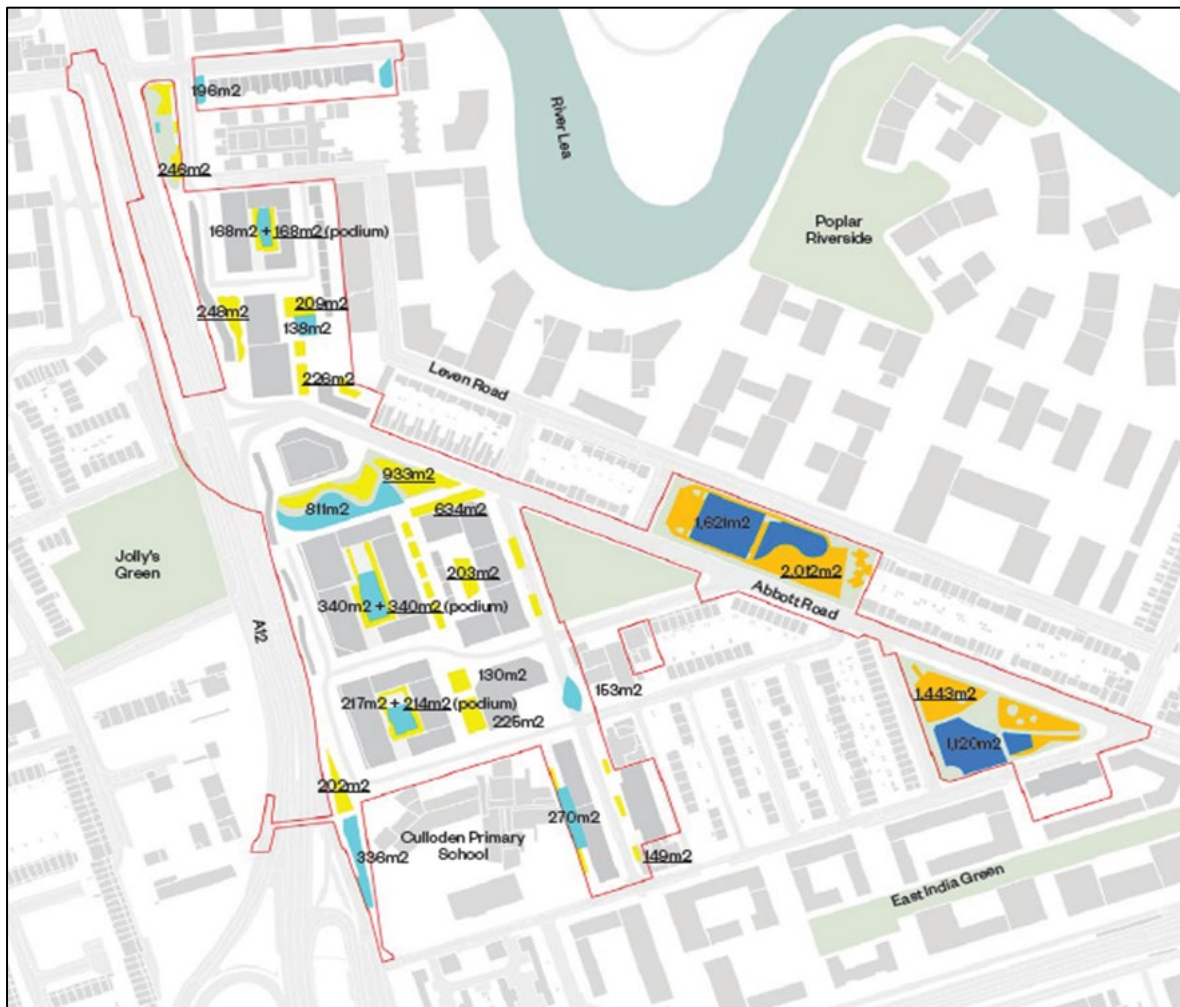 196m2
River Lea
246m2
Poplar
Riverside
168m2 + 168m2 (podium)
248m2
209m2
138m2
226m2
Leven Road
933m2
811m2
634m2
1,621m2
2,012m2
Jolly's
Green
203m2
Abbott Road
340m2 + 340m2 (podium)
A12
130m2
153m2
1,443m2
217m2 + 214m2 (podium)
225m2
1,120m2
202m2
270m2
Culloden Primary
School
336m2
149m2
East India Green